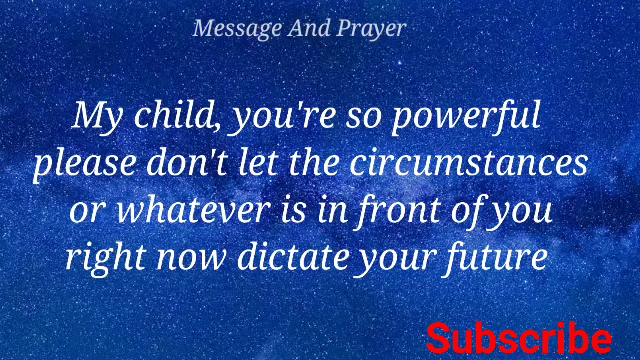 Message And Prayer
My child, you're so powerful
please don't let the circumstances
or whatever is in front of you
right now dictate your future
Subscribe